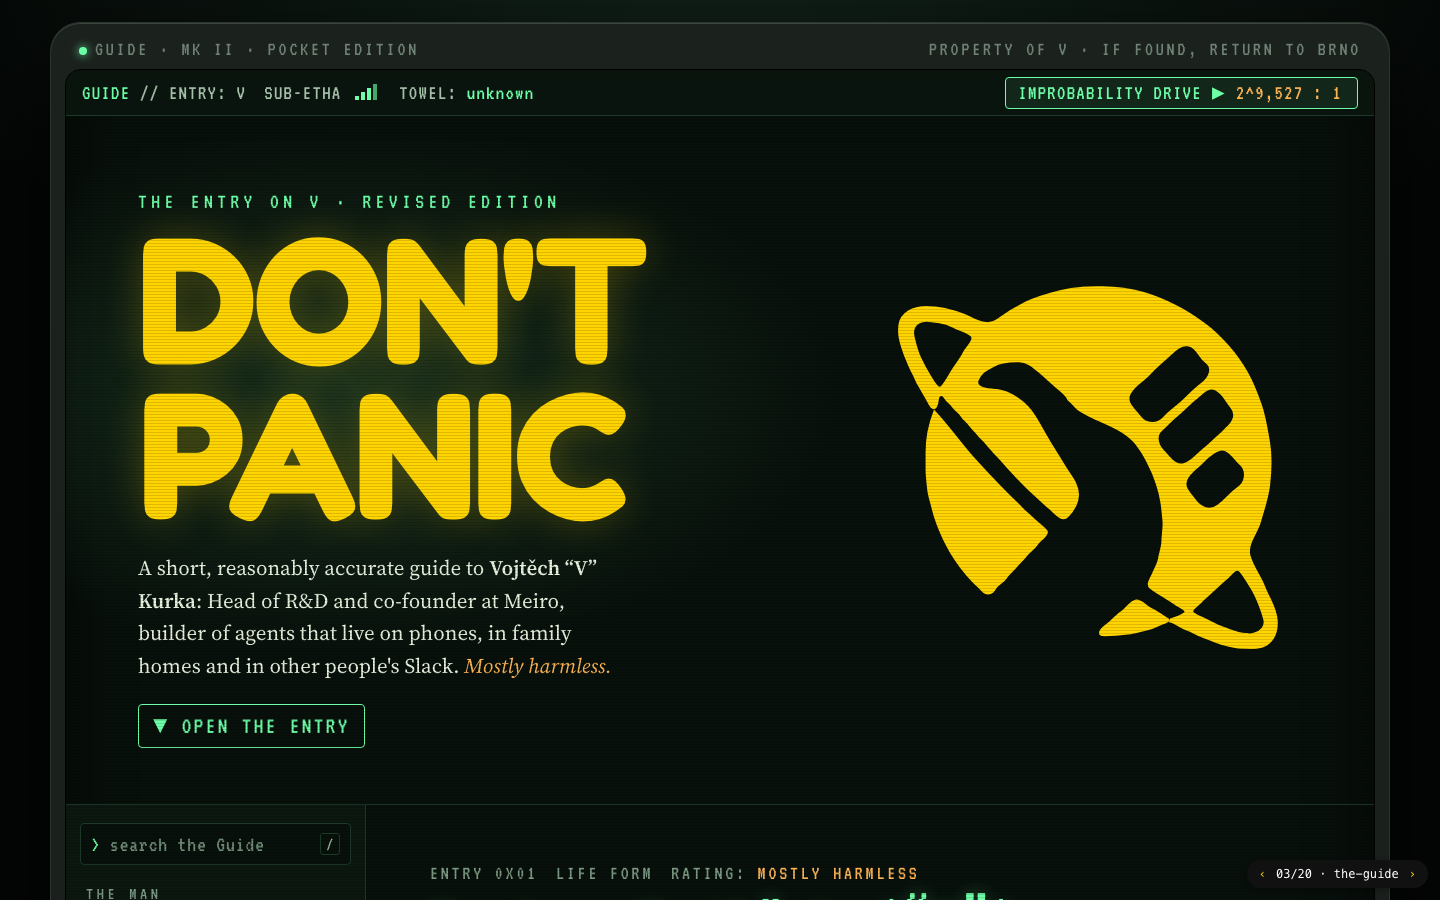 GUIDE · MK II · POCKET EDITION
PROPERTY OF V · IF FOUND, RETURN TO BRNO
GUIDE // ENTRY: V SUB-ETHA TOWEL: unknown
IMPROBABILITY DRIVE ▶ 2^9,527 : 1
THE ENTRY ON V · REVISED EDITION
DON'T
PANIC
A short, reasonably accurate guide to Vojtěch “V”
Kurka: Head of R&D and co-founder at Meiro,
builder of agents that live on phones, in family
homes and in other people's Slack. Mostly harmless.
▼ OPEN THE ENTRY
› search the Guide /
THE MAN
ENTRY 0X01 LIFE FORM RATING: MOSTLY HARMLESS
‹ 03/20 · the-guide ›